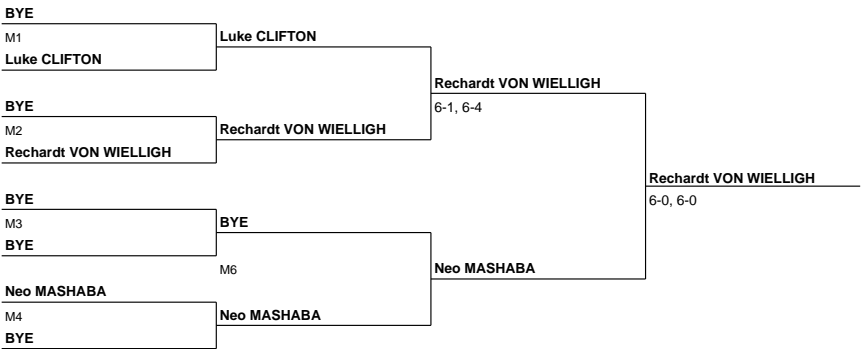 BYE
M1
Luke CLIFTON
Luke CLIFTON
Rechardt VON WIELLIGH
6-1, 6-4
BYE
M2
Rechardt VON WIELLIGH
Rechardt VON WIELLIGH
Rechardt VON WIELLIGH
6-0, 6-0
BYE
M3
BYE
BYE
M6
Neo MASHABA
Neo MASHABA
M4
Neo MASHABA
BYE